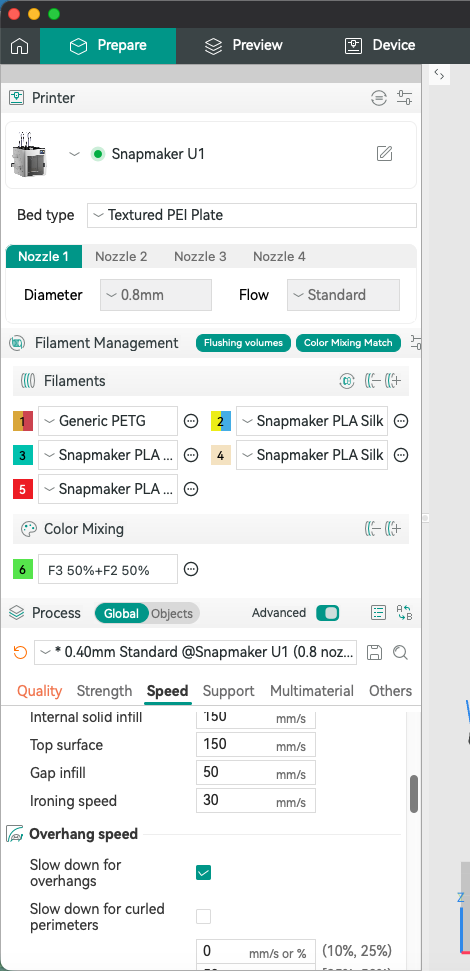 Prepare
Preview
Device
Printer
Snapmaker U1
Bed type
Textured PEI Plate
Nozzle 1
Nozzle 2
Nozzle 3
Nozzle 4
Diameter
0.8mm
Flow
Standard
Filament Management
Flushing volumes
Color Mixing Match
Filaments
1
Generic PETG
2
Snapmaker PLA Silk
3
Snapmaker PLA ...
4
Snapmaker PLA Silk
5
Snapmaker PLA ...
Color Mixing
6
F3 50%+F2 50%
Process
Global
Objects
Advanced
* 0.40mm Standard @Snapmaker U1 (0.8 noz...
Quality
Strength
Speed
Support
Multimaterial
Others
Internal solid infill
150
mm/s
Top surface
150
mm/s
Gap infill
50
mm/s
Ironing speed
30
mm/s
Overhang speed
Slow down for
overhangs
Slow down for curled
perimeters
0
mm/s or %
(10%, 25%)
Z